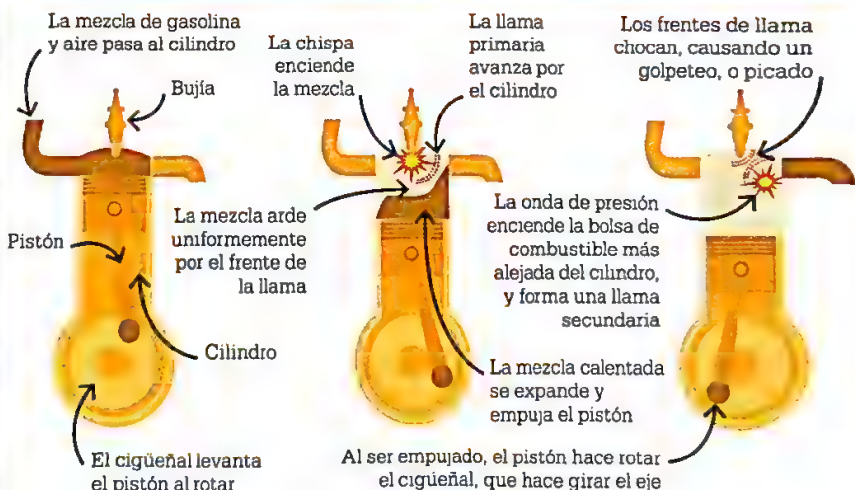 La mezcla de gasolina
y aire pasa al cilindro
Bujía
Pistón
Cilindro
El cigüeñal levanta
el pistón al rotar
La chispa
enciende
la mezcla
La llama
primaria
avanza por
el cilindro
La mezcla arde
uniformemente
por el frente de
la llama
La mezcla calentada
se expande y
empuja el pistón
Los frentes de llama
chocan, causando un
golpeteo, o picado
La onda de presión
enciende la bolsa de
combustible más
alejada del cilindro,
y forma una llama
secundaria
Al ser empujado, el pistón hace rotar
el cigüeñal, que hace girar el eje